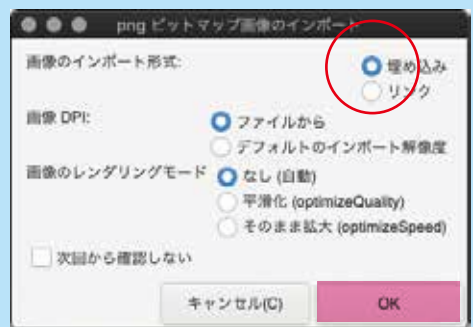 png ビットマップ画像のインポート
画像のインポート形式:
埋め込み
リンク
画像 DPI:
ファイルから
デフォルトのインポート解像度
画像のレンダリングモード
なし (自動)
平滑化 (optimizeQuality)
そのまま拡大 (optimizeSpeed)
次回から確認しない
キャンセル(C)
OK